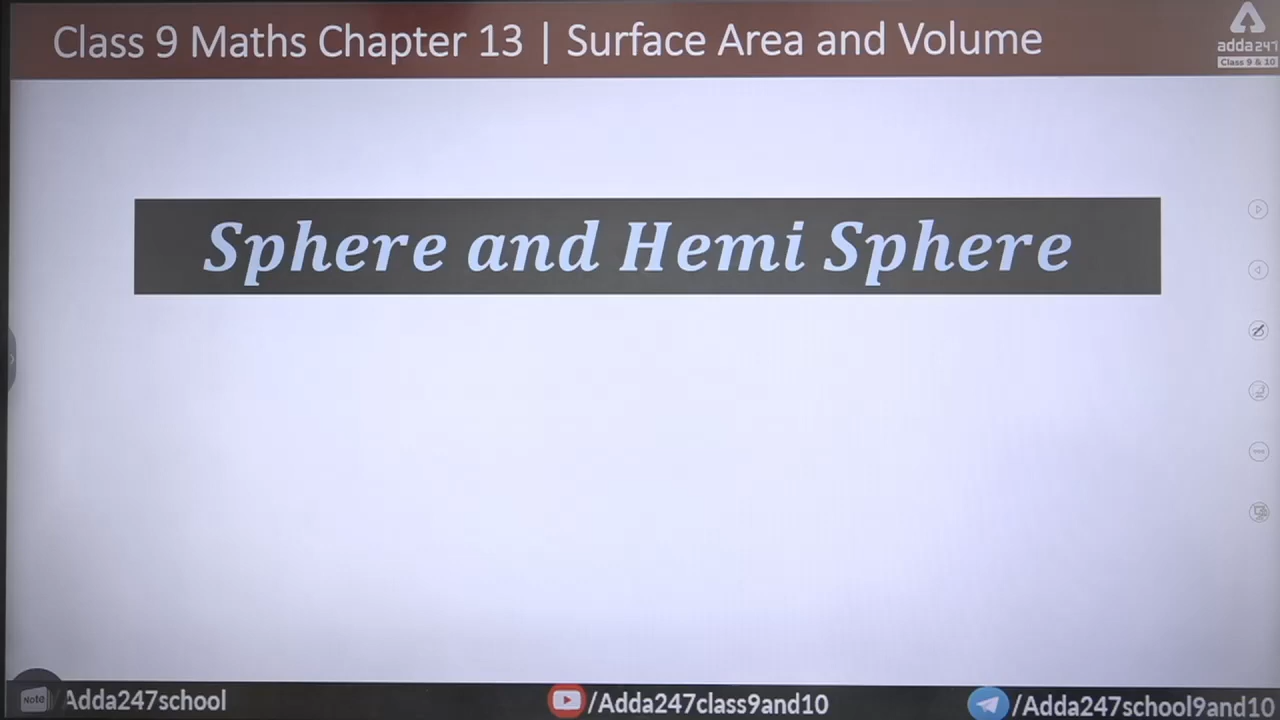 Class 9 Maths Chapter 13 | Surface Area and Volume
adda247
Class 9 & 10
Sphere and Hemi Sphere
Note
/Adda247school
/Adda247class9and10
/Adda247school9and10